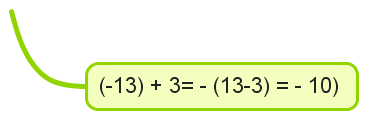 (-13) + 3= - (13-3) = - 10)